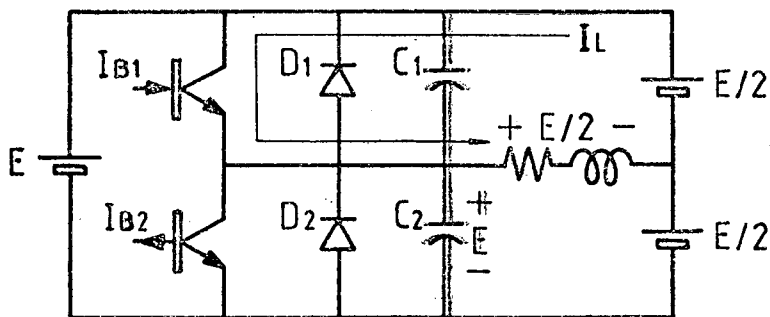 IB1
D1
C1
IL
E/2
+ E/2 -
E
IB2
D2
C2
+
E
-
E/2